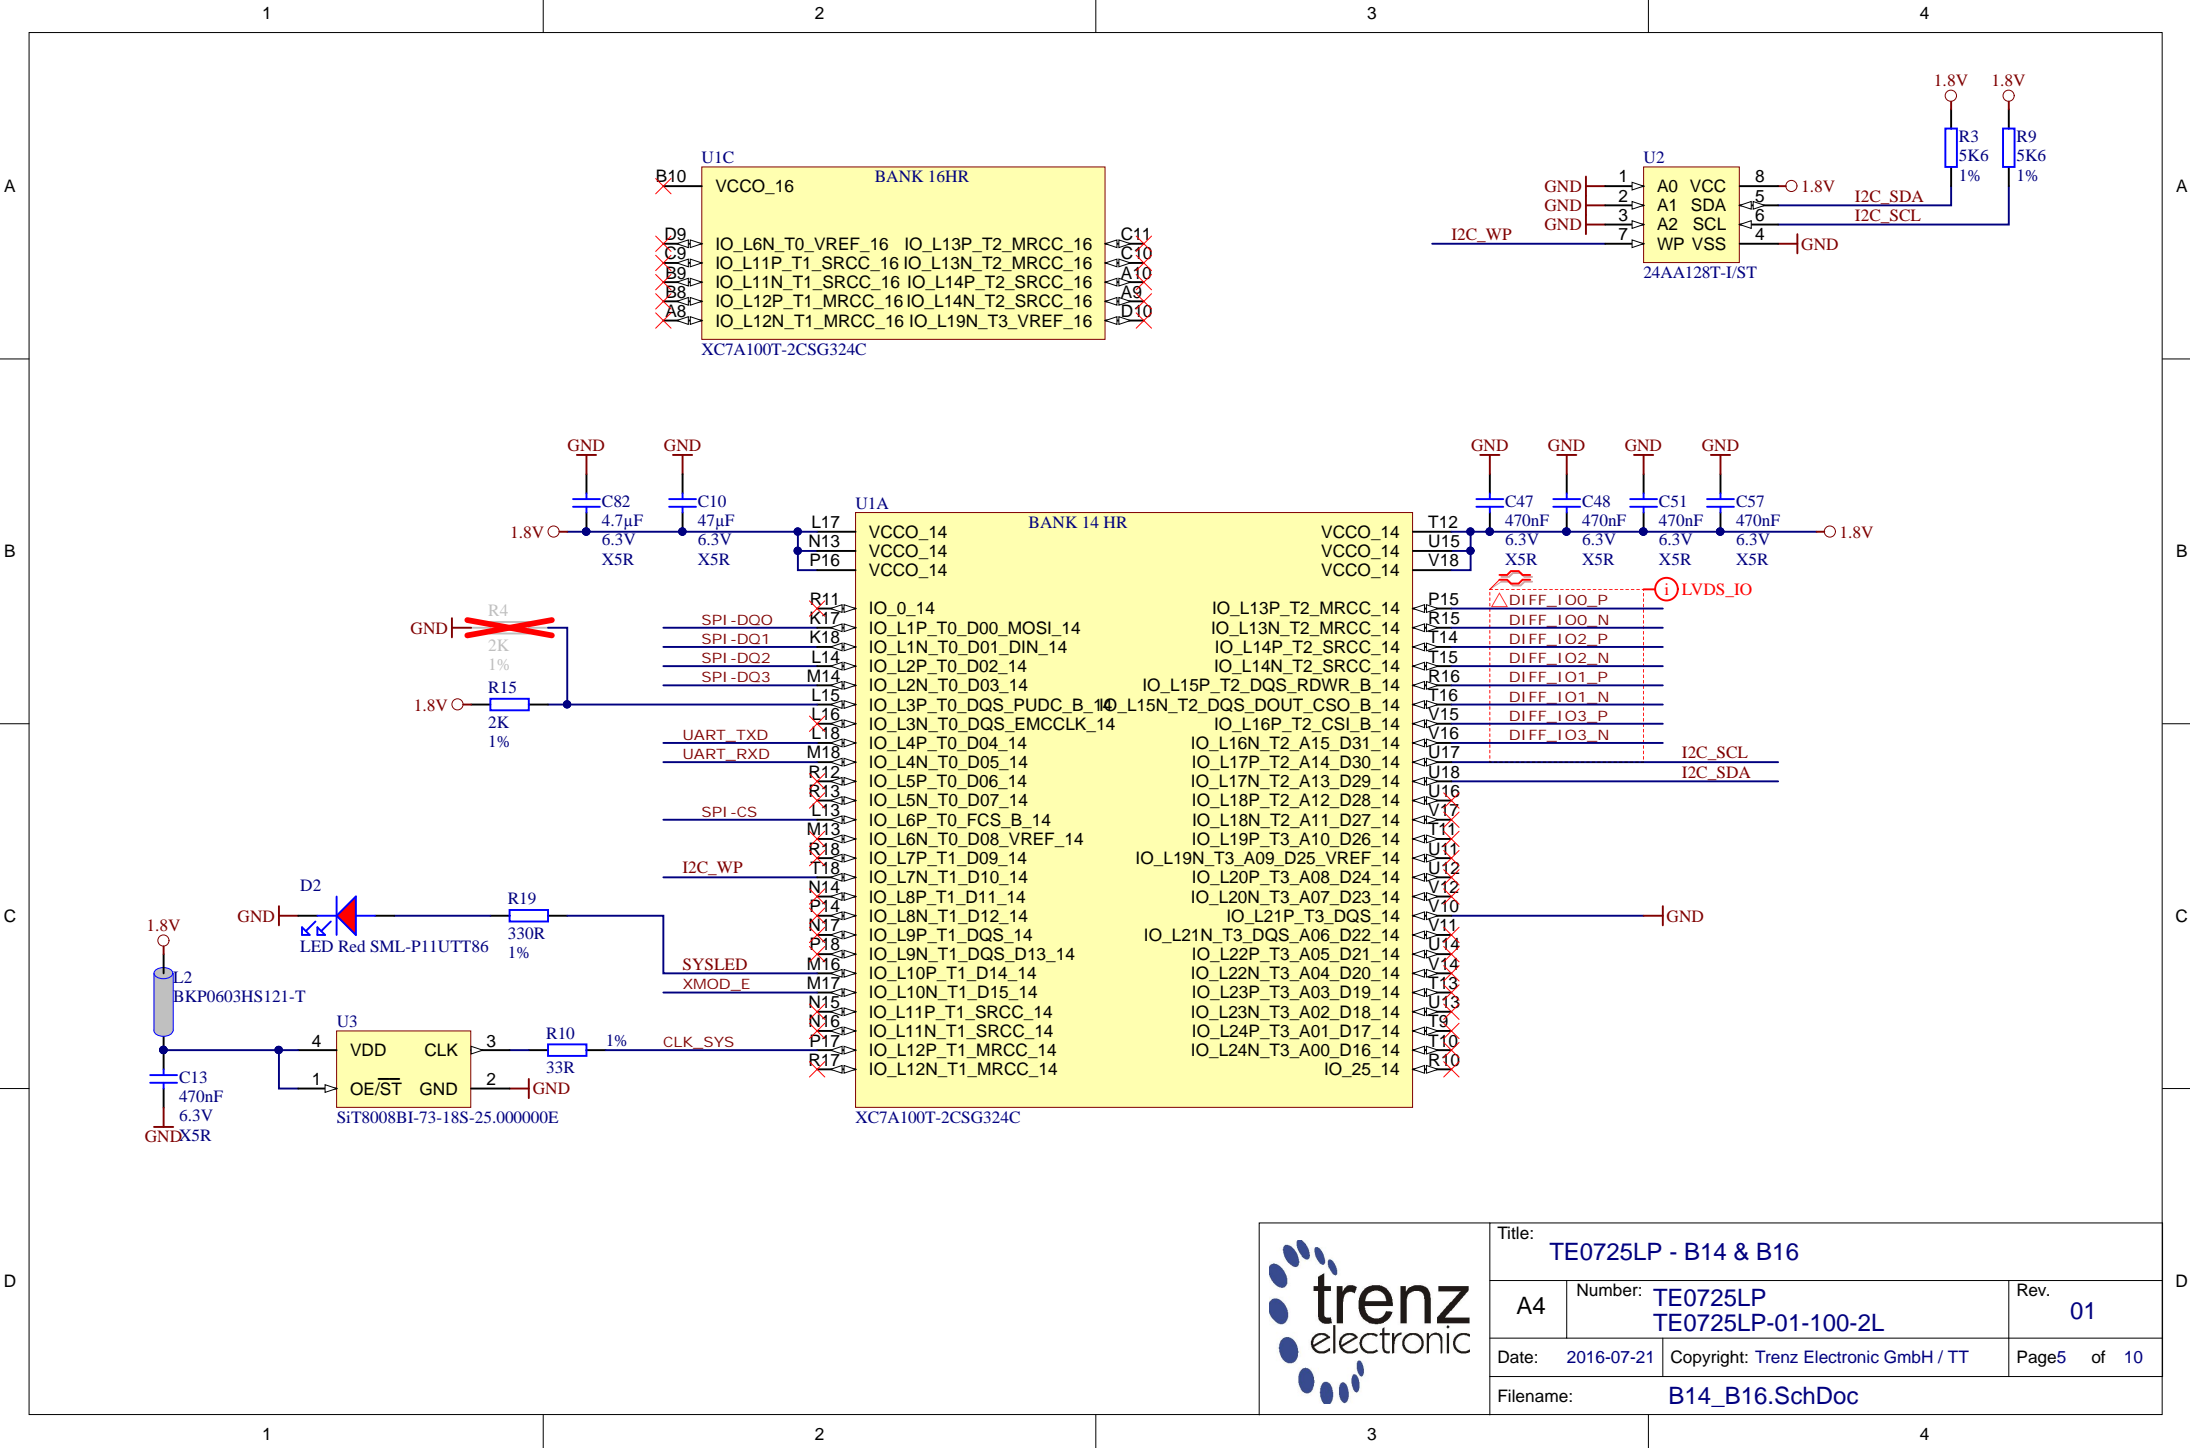 1 2 3 4
A A
B B
C C
D D
1 2 3 4
U1C
BANK 16HR
B10 VCCO_16
D9 IO_L6N_T0_VREF_16 IO_L13P_T2_MRCC_16 C11
C9 IO_L11P_T1_SRCC_16 IO_L13N_T2_MRCC_16 C10
B9 IO_L11N_T1_SRCC_16 IO_L14P_T2_SRCC_16 A10
B8 IO_L12P_T1_MRCC_16 IO_L14N_T2_SRCC_16 A9
A8 IO_L12N_T1_MRCC_16 IO_L19N_T3_VREF_16 D10
XC7A100T-2CSG324C
1.8V 1.8V
R3 R9
5K6 5K6
1% 1%
U2
GND 1 A0 VCC 8 1.8V
GND 2 A1 SDA 5 I2C_SDA
GND 3 A2 SCL 6 I2C_SCL
I2C_WP 7 WP VSS 4 GND
24AA128T-I/ST
GND GND
C82 C10
4.7µF 47µF
1.8V
6.3V 6.3V
X5R X5R
GND GND GND GND
C47 C48 C51 C57
470nF 470nF 470nF 470nF
1.8V
6.3V 6.3V 6.3V 6.3V
X5R X5R X5R X5R
LVDS_IO
U1A
BANK 14 HR
L17 VCCO_14 VCCO_14 T12
N13 VCCO_14 VCCO_14 U15
P16 VCCO_14 VCCO_14 V18
R11 IO_0_14 IO_L13P_T2_MRCC_14 P15 DIFF_IO0_P
SPI-DQ0 K17 IO_L1P_T0_D00_MOSI_14 IO_L13N_T2_MRCC_14 R15 DIFF_IO0_N
SPI-DQ1 K18 IO_L1N_T0_D01_DIN_14 IO_L14P_T2_SRCC_14 T14 DIFF_IO2_P
SPI-DQ2 L14 IO_L2P_T0_D02_14 IO_L14N_T2_SRCC_14 T15 DIFF_IO2_N
SPI-DQ3 M14 IO_L2N_T0_D03_14 IO_L15P_T2_DQS_RDWR_B_14 R16 DIFF_IO1_P
L15 IO_L3P_T0_DQS_PUDC_B_14 IO_L15N_T2_DQS_DOUT_CSO_B_14 T16 DIFF_IO1_N
L16 IO_L3N_T0_DQS_EMCCLK_14 IO_L16P_T2_CSI_B_14 V15 DIFF_IO3_P
UART_TXD L18 IO_L4P_T0_D04_14 IO_L16N_T2_A15_D31_14 V16 DIFF_IO3_N
UART_RXD M18 IO_L4N_T0_D05_14 IO_L17P_T2_A14_D30_14 U17 I2C_SCL
R12 IO_L5P_T0_D06_14 IO_L17N_T2_A13_D29_14 U18 I2C_SDA
R13 IO_L5N_T0_D07_14 IO_L18P_T2_A12_D28_14 U16
SPI-CS L13 IO_L6P_T0_FCS_B_14 IO_L18N_T2_A11_D27_14 V17
M13 IO_L6N_T0_D08_VREF_14 IO_L19P_T3_A10_D26_14 T11
R18 IO_L7P_T1_D09_14 IO_L19N_T3_A09_D25_VREF_14 U11
I2C_WP T18 IO_L7N_T1_D10_14 IO_L20P_T3_A08_D24_14 U12
N14 IO_L8P_T1_D11_14 IO_L20N_T3_A07_D23_14 V12
P14 IO_L8N_T1_D12_14 IO_L21P_T3_DQS_14 V10 GND
N17 IO_L9P_T1_DQS_14 IO_L21N_T3_DQS_A06_D22_14 V11
P18 IO_L9N_T1_DQS_D13_14 IO_L22P_T3_A05_D21_14 U14
SYSLED M16 IO_L10P_T1_D14_14 IO_L22N_T3_A04_D20_14 V14
XMOD_E M17 IO_L10N_T1_D15_14 IO_L23P_T3_A03_D19_14 T13
N15 IO_L11P_T1_SRCC_14 IO_L23N_T3_A02_D18_14 U13
N16 IO_L11N_T1_SRCC_14 IO_L24P_T3_A01_D17_14 T9
CLK_SYS P17 IO_L12P_T1_MRCC_14 IO_L24N_T3_A00_D16_14 T10
R17 IO_L12N_T1_MRCC_14 IO_25_14 R10
XC7A100T-2CSG324C
R4
GND
2K
1%
R15
1.8V
2K
1%
D2
GND
LED Red SML-P11UTT86
R19
330R
1%
1.8V
L2
BKP0603HS121-T
U3
4 VDD CLK 3
1 OE/ST GND 2 GND
SiT8008BI-73-18S-25.000000E
R10
1%
33R
C13
470nF
6.3V
X5R
GND
trenz
electronic
Title:
TE0725LP - B14 & B16
A4
Number: TE0725LP
TE0725LP-01-100-2L
Rev.
01
Date: 2016-07-21 Copyright: Trenz Electronic GmbH / TT Page5 of 10
Filename: B14_B16.SchDoc